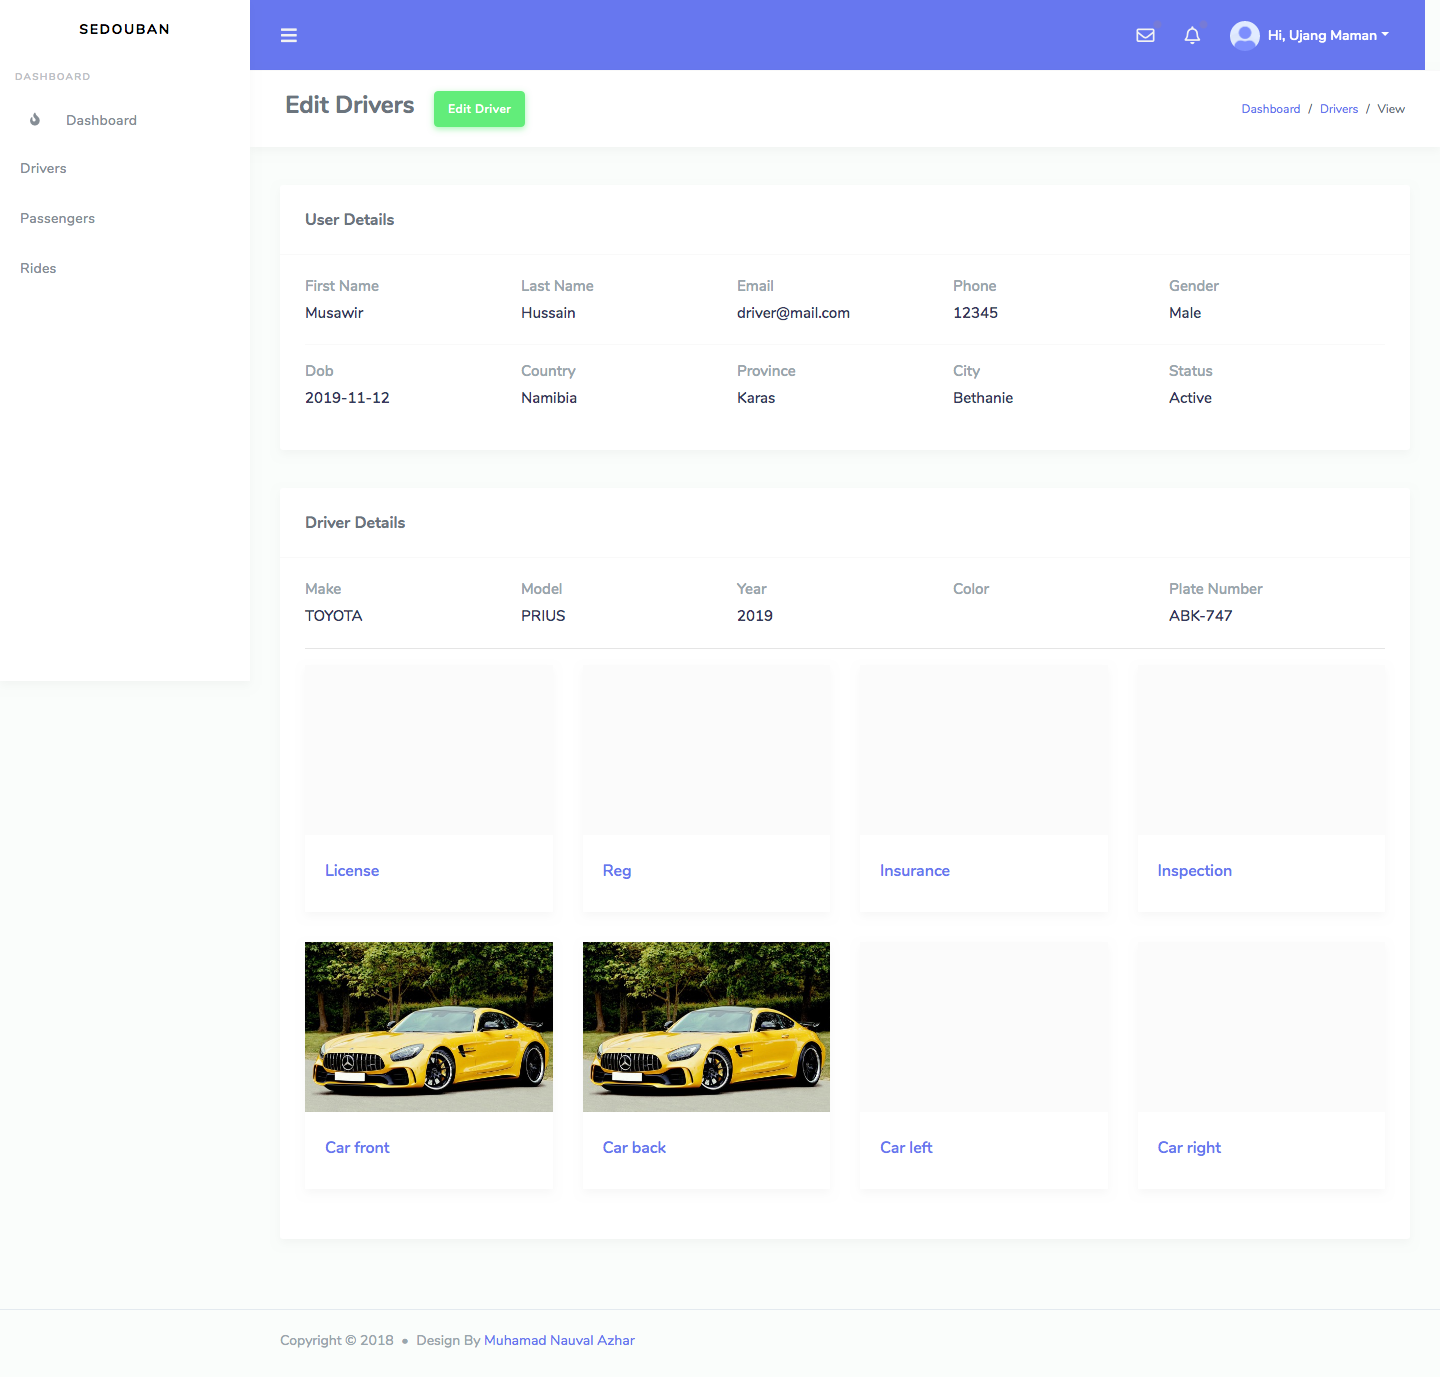 SEDOUBAN
Hi, Ujang Maman
DASHBOARD
Dashboard
Drivers
Passengers
Rides
Edit Drivers
Edit Driver
Dashboard / Drivers / View
User Details
First Name Last Name Email Phone Gender
Musawir Hussain driver@mail.com 12345 Male
Dob Country Province City Status
2019-11-12 Namibia Karas Bethanie Active
Driver Details
Make Model Year Color Plate Number
TOYOTA PRIUS 2019 ABK-747
License Reg Insurance Inspection
Car front Car back Car left Car right
Copyright © 2018 • Design By Muhamad Nauval Azhar